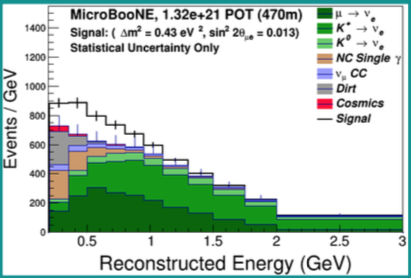 MicroBooNE, 1.32e+21 POT (470m)
Signal: ( Δm² = 0.43 eV ², sin² 2θμe = 0.013)
Statistical Uncertainty Only
μ → νe
K⁺ → νe
K⁰ → νe
NC Single γ
νμ CC
Dirt
Cosmics
Signal
Events / GeV
1400
1200
1000
800
600
400
200
0
0.5
1
1.5
2
2.5
3
Reconstructed Energy (GeV)